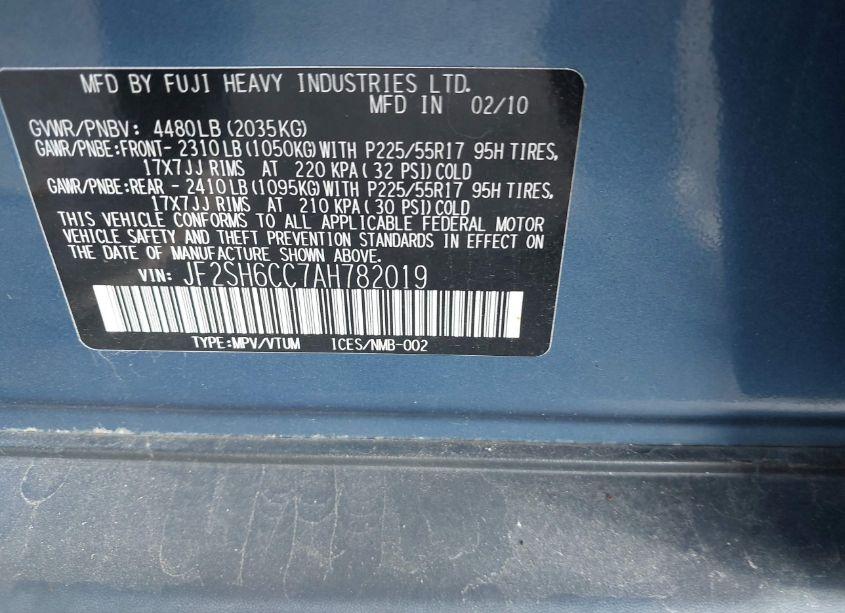 MFD BY FUJI HEAVY INDUSTRIES LTD.
MFD IN 02/10
GVWR/PNBV: 4480LB (2035KG)
GAWR/PNBE:FRONT- 2310 LB (1050KG) WITH P225/55R17 95H TIRES,
17X7JJ RIMS AT 220 KPA ( 32 PSI) COLD
GAWR/PNBE:REAR - 2410 LB (1095KG) WITH P225/55R17 95H TIRES,
17X7JJ RIMS AT 210 KPA ( 30 PSI) COLD
THIS VEHICLE CONFORMS TO ALL APPLICABLE FEDERAL MOTOR
VEHICLE SAFETY AND THEFT PREVENTION STANDARDS IN EFFECT ON
THE DATE OF MANUFACTURE SHOWN ABOVE.
VIN: JF2SH6CC7AH782019
TYPE:MPV/VTUM ICES/NMB-002